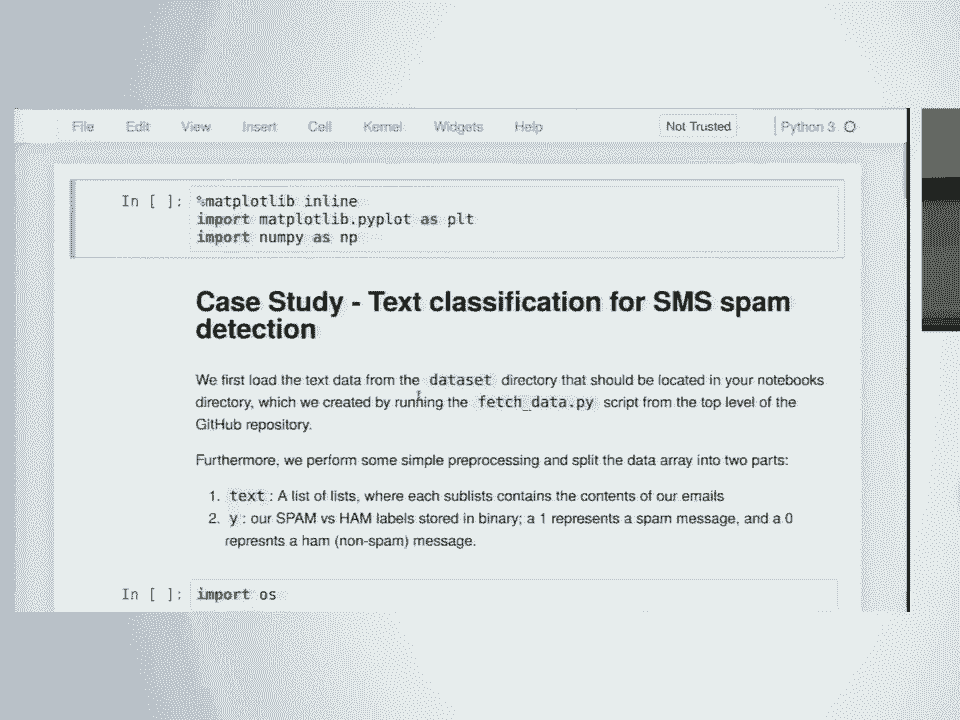 File Edit View Insert Cell Kernel Widgets Help Not Trusted Python 3
In [ ]: %matplotlib inline
import matplotlib.pyplot as plt
import numpy as np
Case Study - Text classification for SMS spam
detection
We first load the text data from the dataset directory that should be located in your notebooks
directory, which we created by running the fetch_data.py script from the top level of the
GitHub repository.
Furthermore, we perform some simple preprocessing and split the data array into two parts:
1. text : A list of lists, where each sublists contains the contents of our emails
2. y : our SPAM vs HAM labels stored in binary; a 1 represents a spam message, and a 0
represnts a ham (non-spam) message.
In [ ]: import os